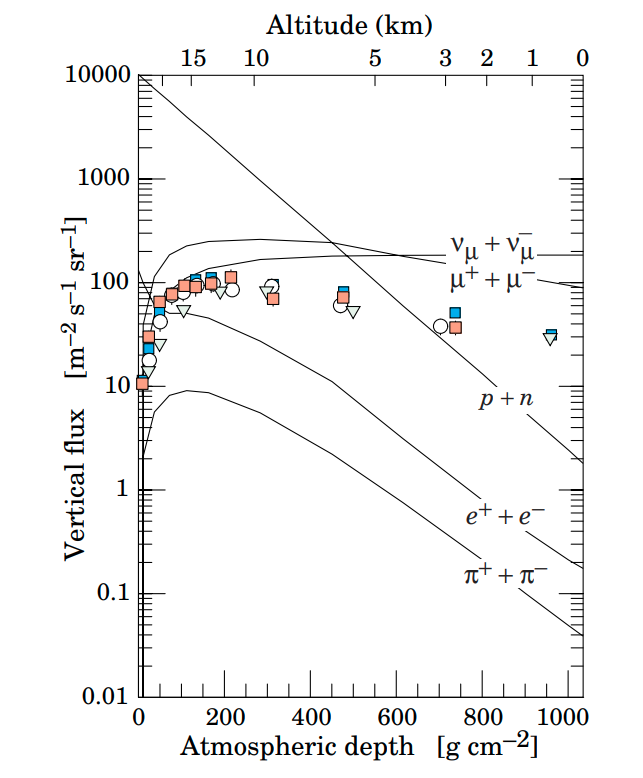 Altitude (km)
15 10 5 3 2 1 0
10000
1000
100
10
1
0.1
0.01
Vertical flux [m⁻² s⁻¹ sr⁻¹]
νμ + ν̅μ
μ⁺ + μ⁻
p + n
e⁺ + e⁻
π⁺ + π⁻
0 200 400 600 800 1000
Atmospheric depth [g cm⁻²]